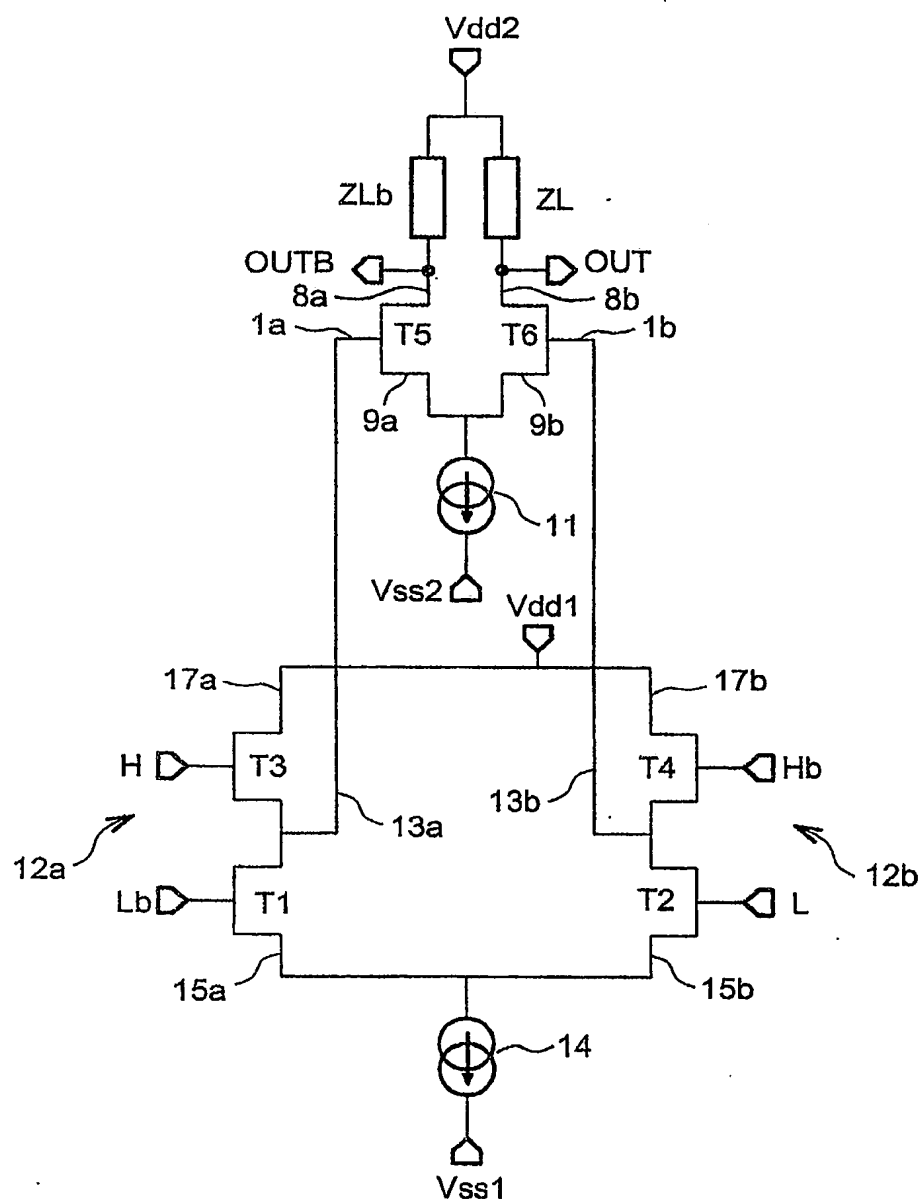 Vdd2
ZLb ZL
OUTB OUT
8a 8b
1a T5 T6 1b
9a 9b
11
Vss2 Vdd1
17a 17b
H T3 T4 Hb
13a 13b
12a 12b
Lb T1 T2 L
15a 15b
14
Vss1